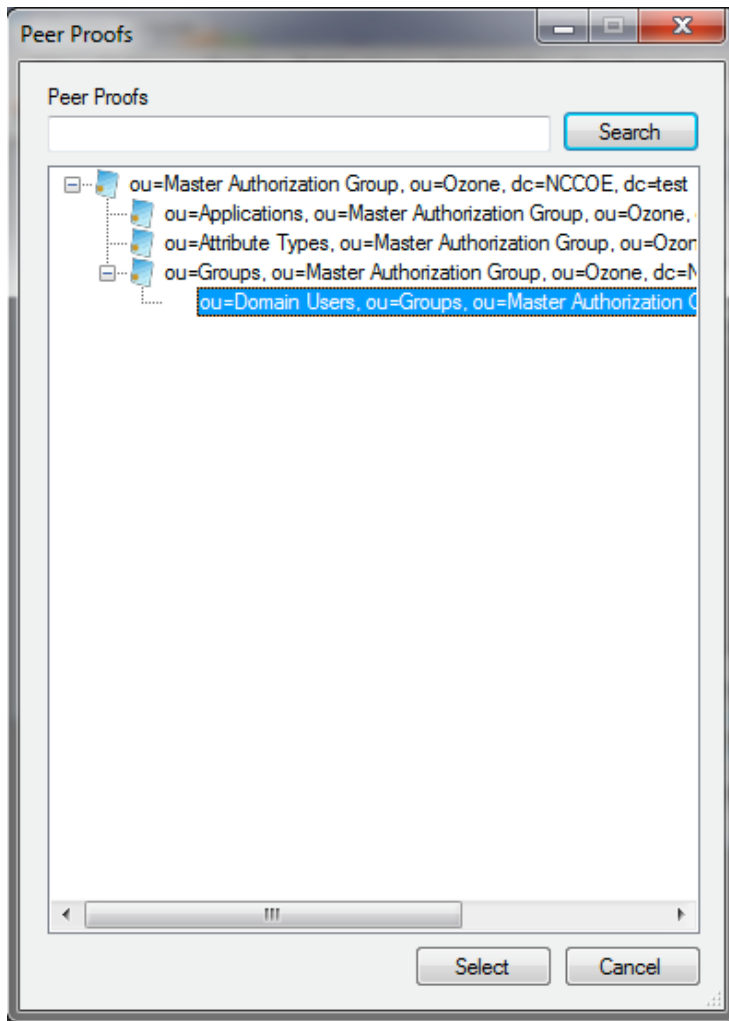 Peer Proofs
Peer Proofs
Search
ou=Master Authorization Group, ou=Ozone, dc=NCCOE, dc=test
ou=Applications, ou=Master Authorization Group, ou=Ozone,
ou=Attribute Types, ou=Master Authorization Group, ou=Ozon
ou=Groups, ou=Master Authorization Group, ou=Ozone, dc=N
ou=Domain Users, ou=Groups, ou=Master Authorization
Select Cancel